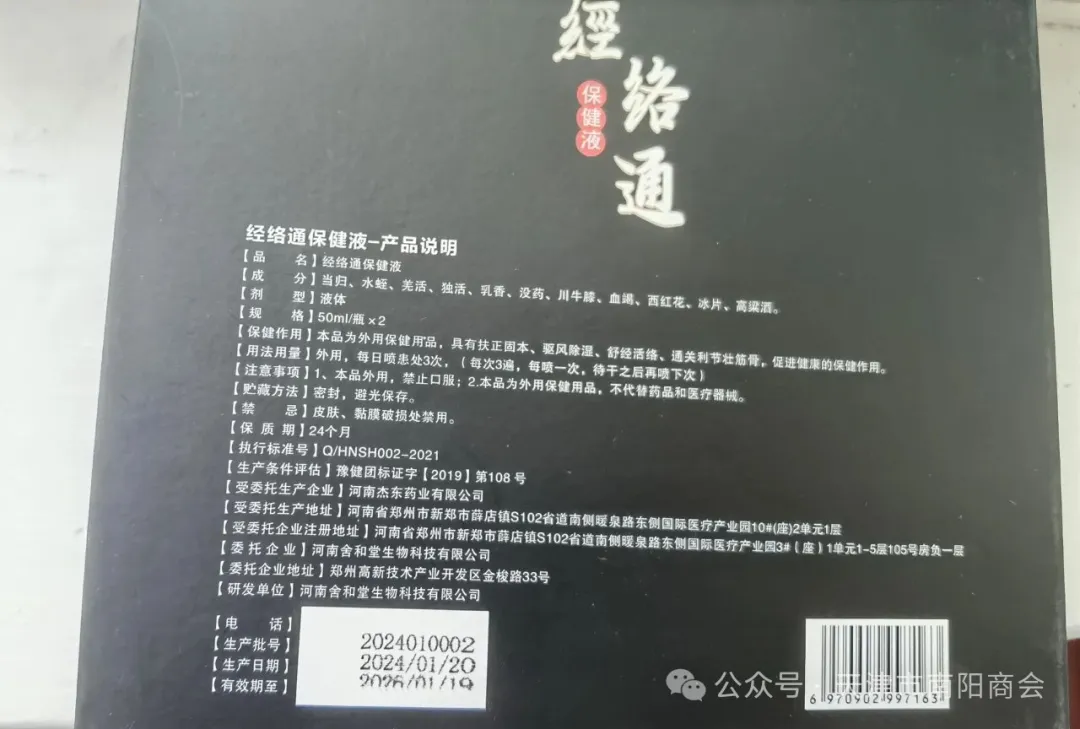 經絡通
保健液
经络通保健液-产品说明
【品 名】经络通保健液
【成 分】当归、水蛭、羌活、独活、乳香、没药、川牛膝、血竭、西红花、冰片、高粱酒。
【剂 型】液体
【规 格】50ml/瓶×2
【保健作用】本品为外用保健用品，具有扶正固本、驱风除湿、舒经活络、通关利节壮筋骨，促进健康的保健作用。
【用法用量】外用，每日喷患处3次，（每次3遍，每喷一次，待干之后再喷下次）
【注意事项】1、本品外用，禁止口服；2.本品为外用保健用品，不代替药品和医疗器械。
【贮藏方法】密封，避光保存。
【禁 忌】皮肤、黏膜破损处禁用。
【保 质 期】24个月
【执行标准号】Q/HNSH002-2021
【生产条件评估】豫健团标证字【2019】第108号
【受委托生产企业】河南杰东药业有限公司
【受委托生产地址】河南省郑州市新郑市薛店镇S102省道南侧暖泉路东侧国际医疗产业园10#(座)2单元1层
【受委托企业注册地址】河南省郑州市新郑市薛店镇S102省道南侧暖泉路东侧国际医疗产业园3#（座）1单元1-5层105号房负一层
【委托企业】河南舍和堂生物科技有限公司
【委托企业地址】郑州高新技术产业开发区金梭路33号
【研发单位】河南舍和堂生物科技有限公司
【电 话】
【生产批号】2024010002
【生产日期】2024/01/20
【有效期至】2026/01/19
6 970902 997163
公众号·天津市南阳商会